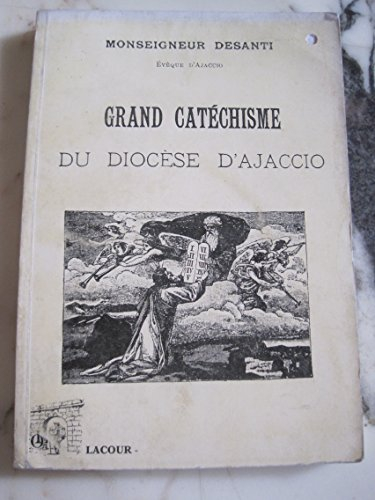 MONSEIGNEUR DESANTI
ÉVÊQUE D'AJACCIO
GRAND CATÉCHISME
DU DIOCÈSE D'AJACCIO
LACOUR